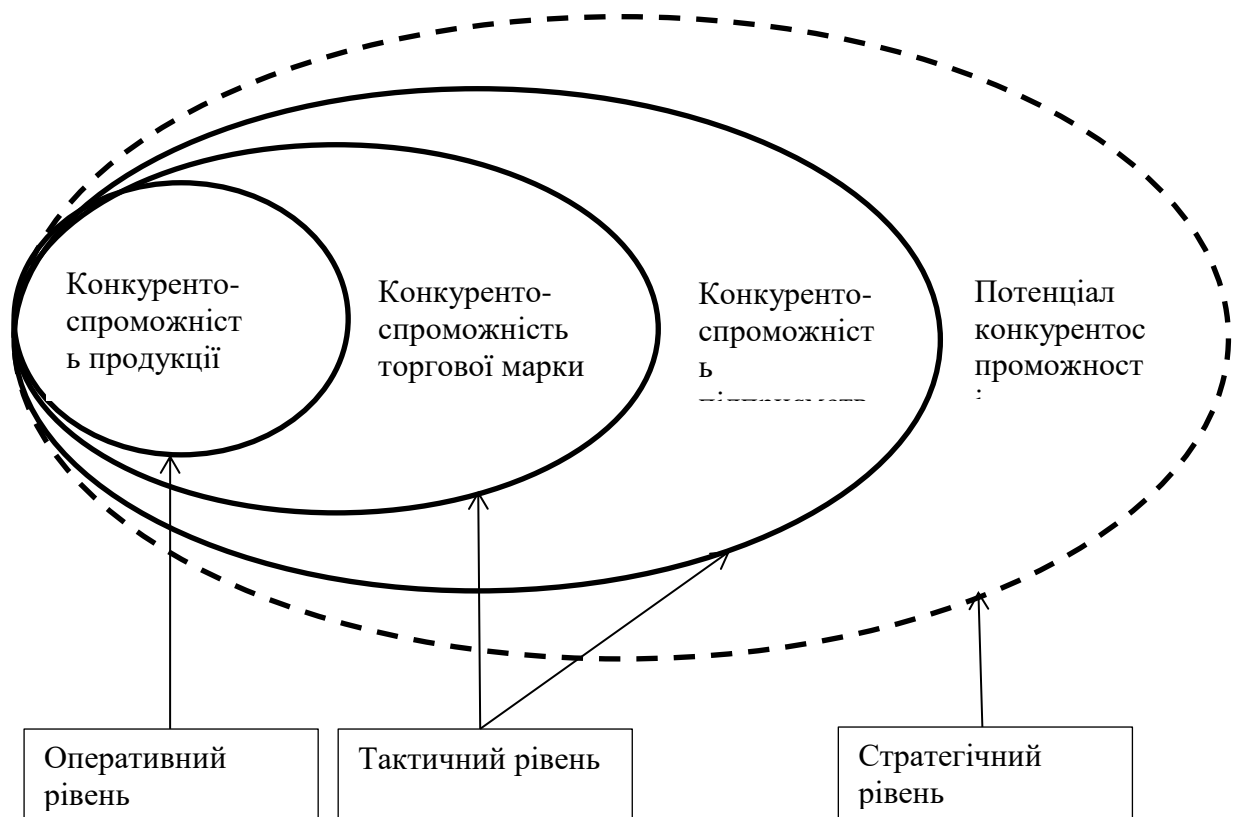 Конкуренто-
спроможніст
ь продукції
Конкуренто-
спроможність
торгової марки
Конкуренто-
спроможніст
ь
Потенціал
конкурентос
проможност
Оперативний
рівень
Тактичний рівень
Стратегічний
рівень